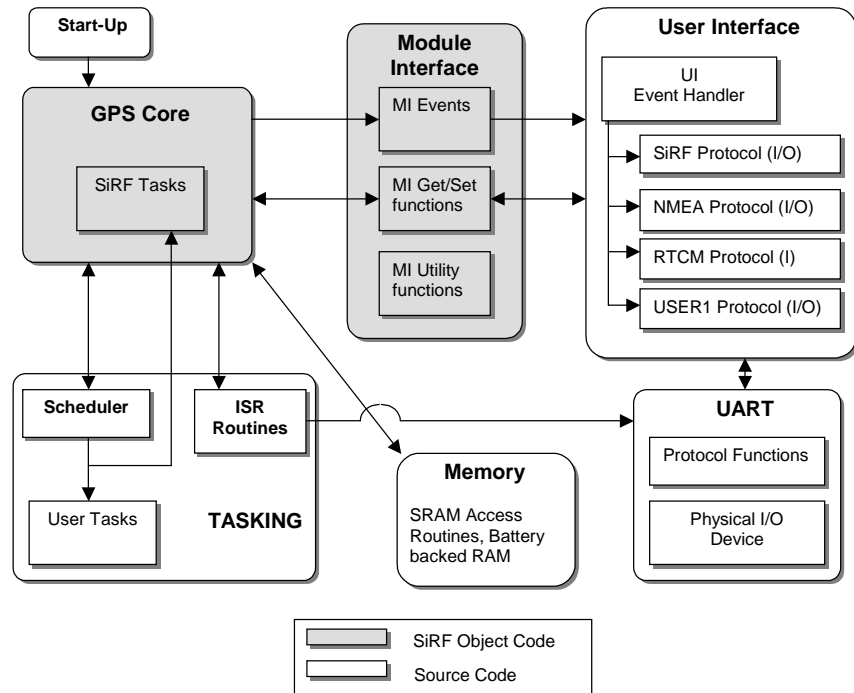 Start-Up
GPS Core
SiRF Tasks
Module
Interface
MI Events
MI Get/Set
functions
MI Utility
functions
User Interface
UI
Event Handler
SiRF Protocol (I/O)
NMEA Protocol (I/O)
RTCM Protocol (I)
USER1 Protocol (I/O)
Scheduler
ISR
Routines
User Tasks
TASKING
Memory
SRAM Access
Routines, Battery
backed RAM
UART
Protocol Functions
Physical I/O
Device
SiRF Object Code
Source Code